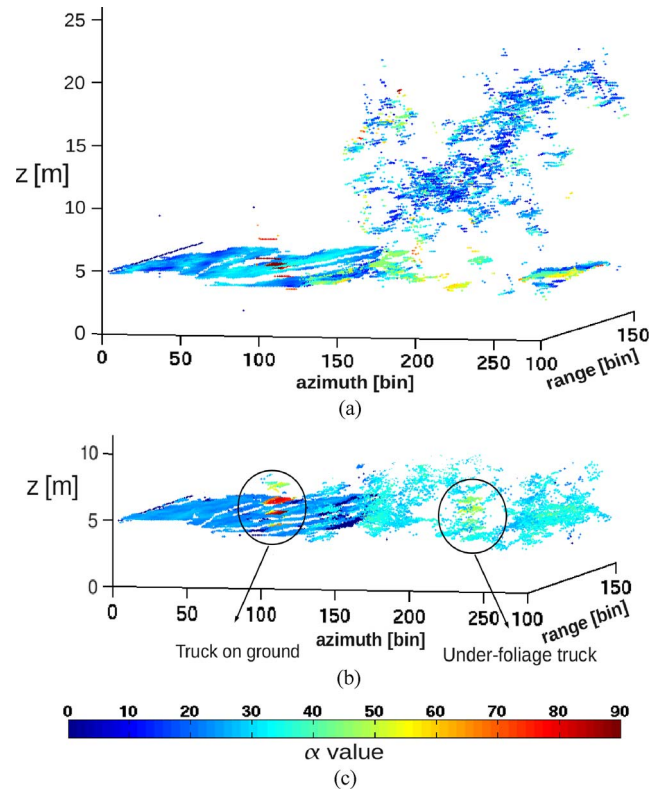 25
20
15
z [m]
10
5
0
0 50 100 150 200 250 100 150
azimuth [bin] range [bin]
(a)
10
z [m]
5
0
0 50 100 150 200 250 100 150
azimuth [bin] range [bin]
Truck on ground Under-foliage truck
(b)
0 10 20 30 40 50 60 70 80 90
α value
(c)